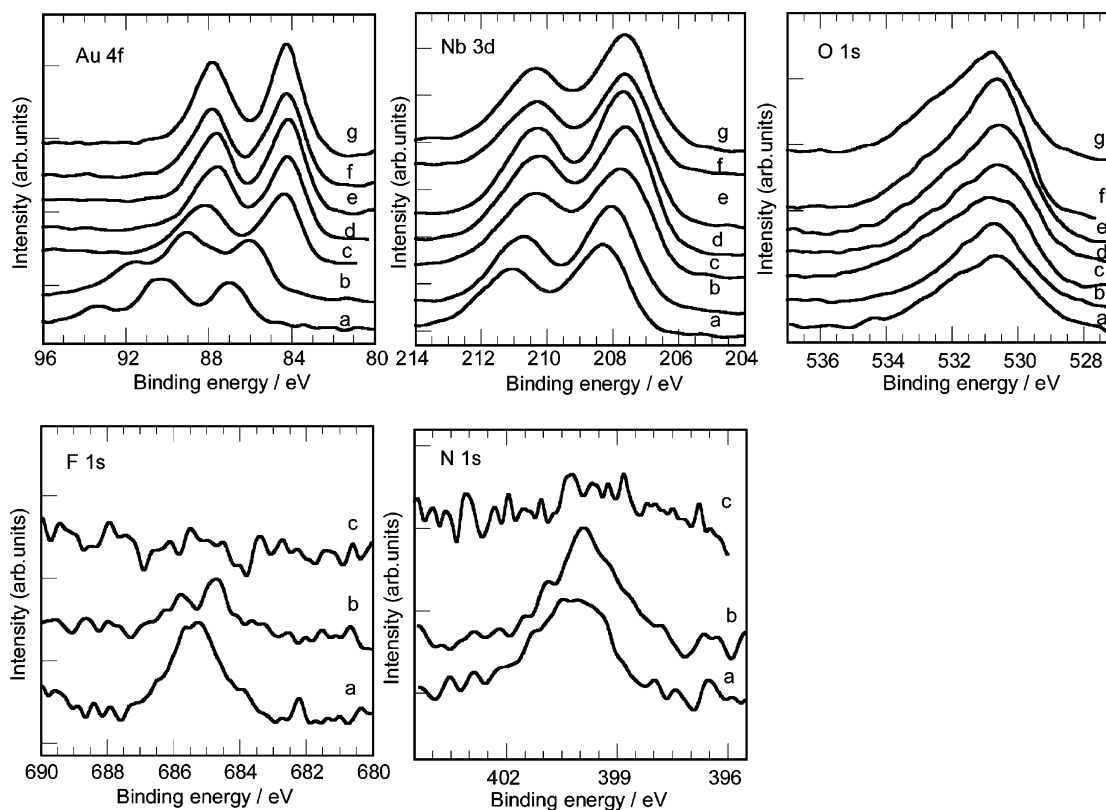 Au 4f
Intensity (arb.units)
g
f
e
d
c
b
a
96 92 88 84 80
Binding energy / eV
Nb 3d
Intensity (arb.units)
g
f
e
d
c
b
a
214 210 208 206 204
Binding energy / eV
O 1s
Intensity (arb.units)
g
f
e
d
c
b
a
536 534 532 530 528
Binding energy / eV
F 1s
Intensity (arb.units)
c
b
a
690 688 686 684 682 680
Binding energy / eV
N 1s
Intensity (arb.units)
c
b
a
402 399 396
Binding energy / eV